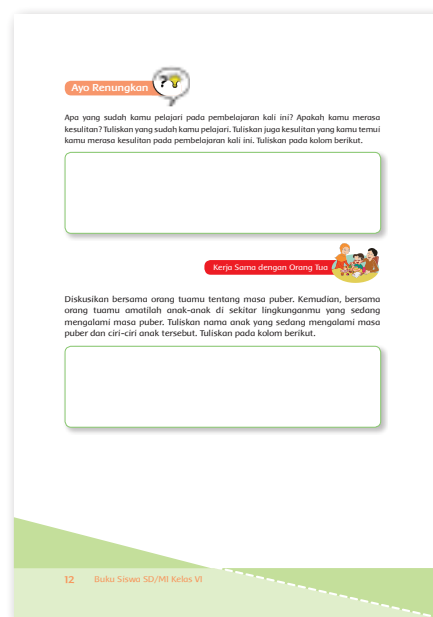 Ayo Renungkan
Apa yang sudah kamu pelajari pada pembelajaran kali ini? Apakah kamu merasa
kesulitan? Tuliskan yang sudah kamu pelajari. Tuliskan juga kesulitan yang kamu temui
kamu merasa kesulitan pada pembelajaran kali ini. Tuliskan pada kolom berikut.
Kerja Sama dengan Orang Tua
Diskusikan bersama orang tuamu tentang masa puber. Kemudian, bersama
orang tuamu amatilah anak-anak di sekitar lingkunganmu yang sedang
mengalami masa puber. Tuliskan nama anak yang sedang mengalami masa
puber dan ciri-ciri anak tersebut. Tuliskan pada kolom berikut.
12 Buku Siswa SD/MI Kelas VI